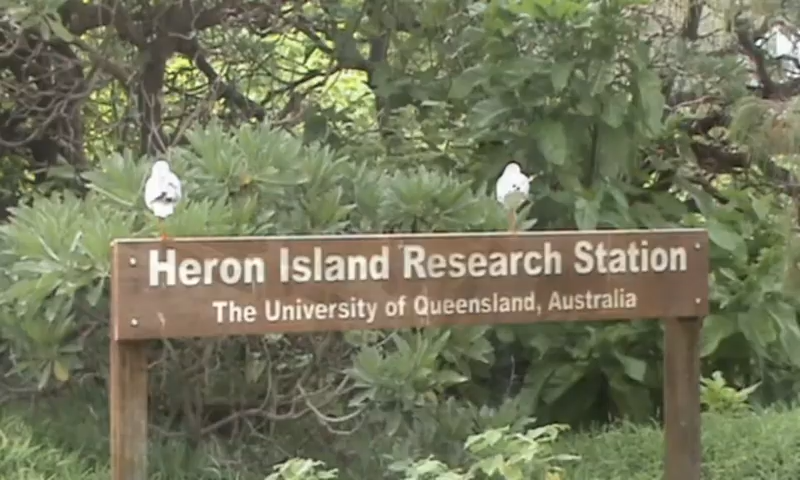 Heron Island Research Station
The University of Queensland, Australia